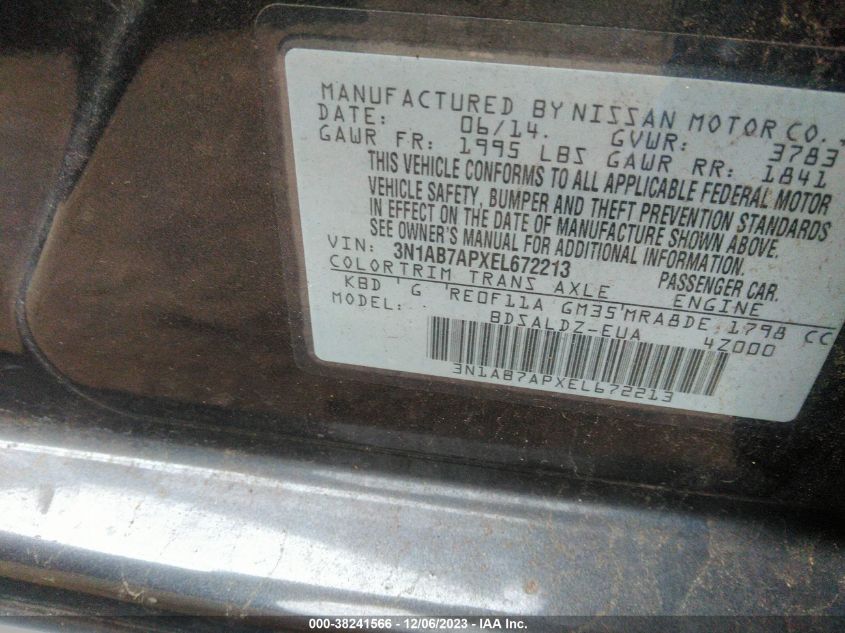 MANUFACTURED BY NISSAN MOTOR CO.,
DATE: 06/14. GVWR: 3783
GAWR FR: 1995 LBS GAWR RR: 1841
THIS VEHICLE CONFORMS TO ALL APPLICABLE FEDERAL MOTOR
VEHICLE SAFETY, BUMPER AND THEFT PREVENTION STANDARDS
IN EFFECT ON THE DATE OF MANUFACTURE SHOWN ABOVE.
SEE OWNER'S MANUAL FOR ADDITIONAL INFORMATION.
VIN: 3N1AB7APXEL672213 PASSENGER CAR.
COLOR TRIM TRANS AXLE ENGINE
KBD G RE0F11A GM35 MRA8DE 1798 CC
MODEL: BDSALDZ-EUA 4Z000
3N1AB7APXEL672213
000-38241566 - 12/06/2023 - IAA Inc.